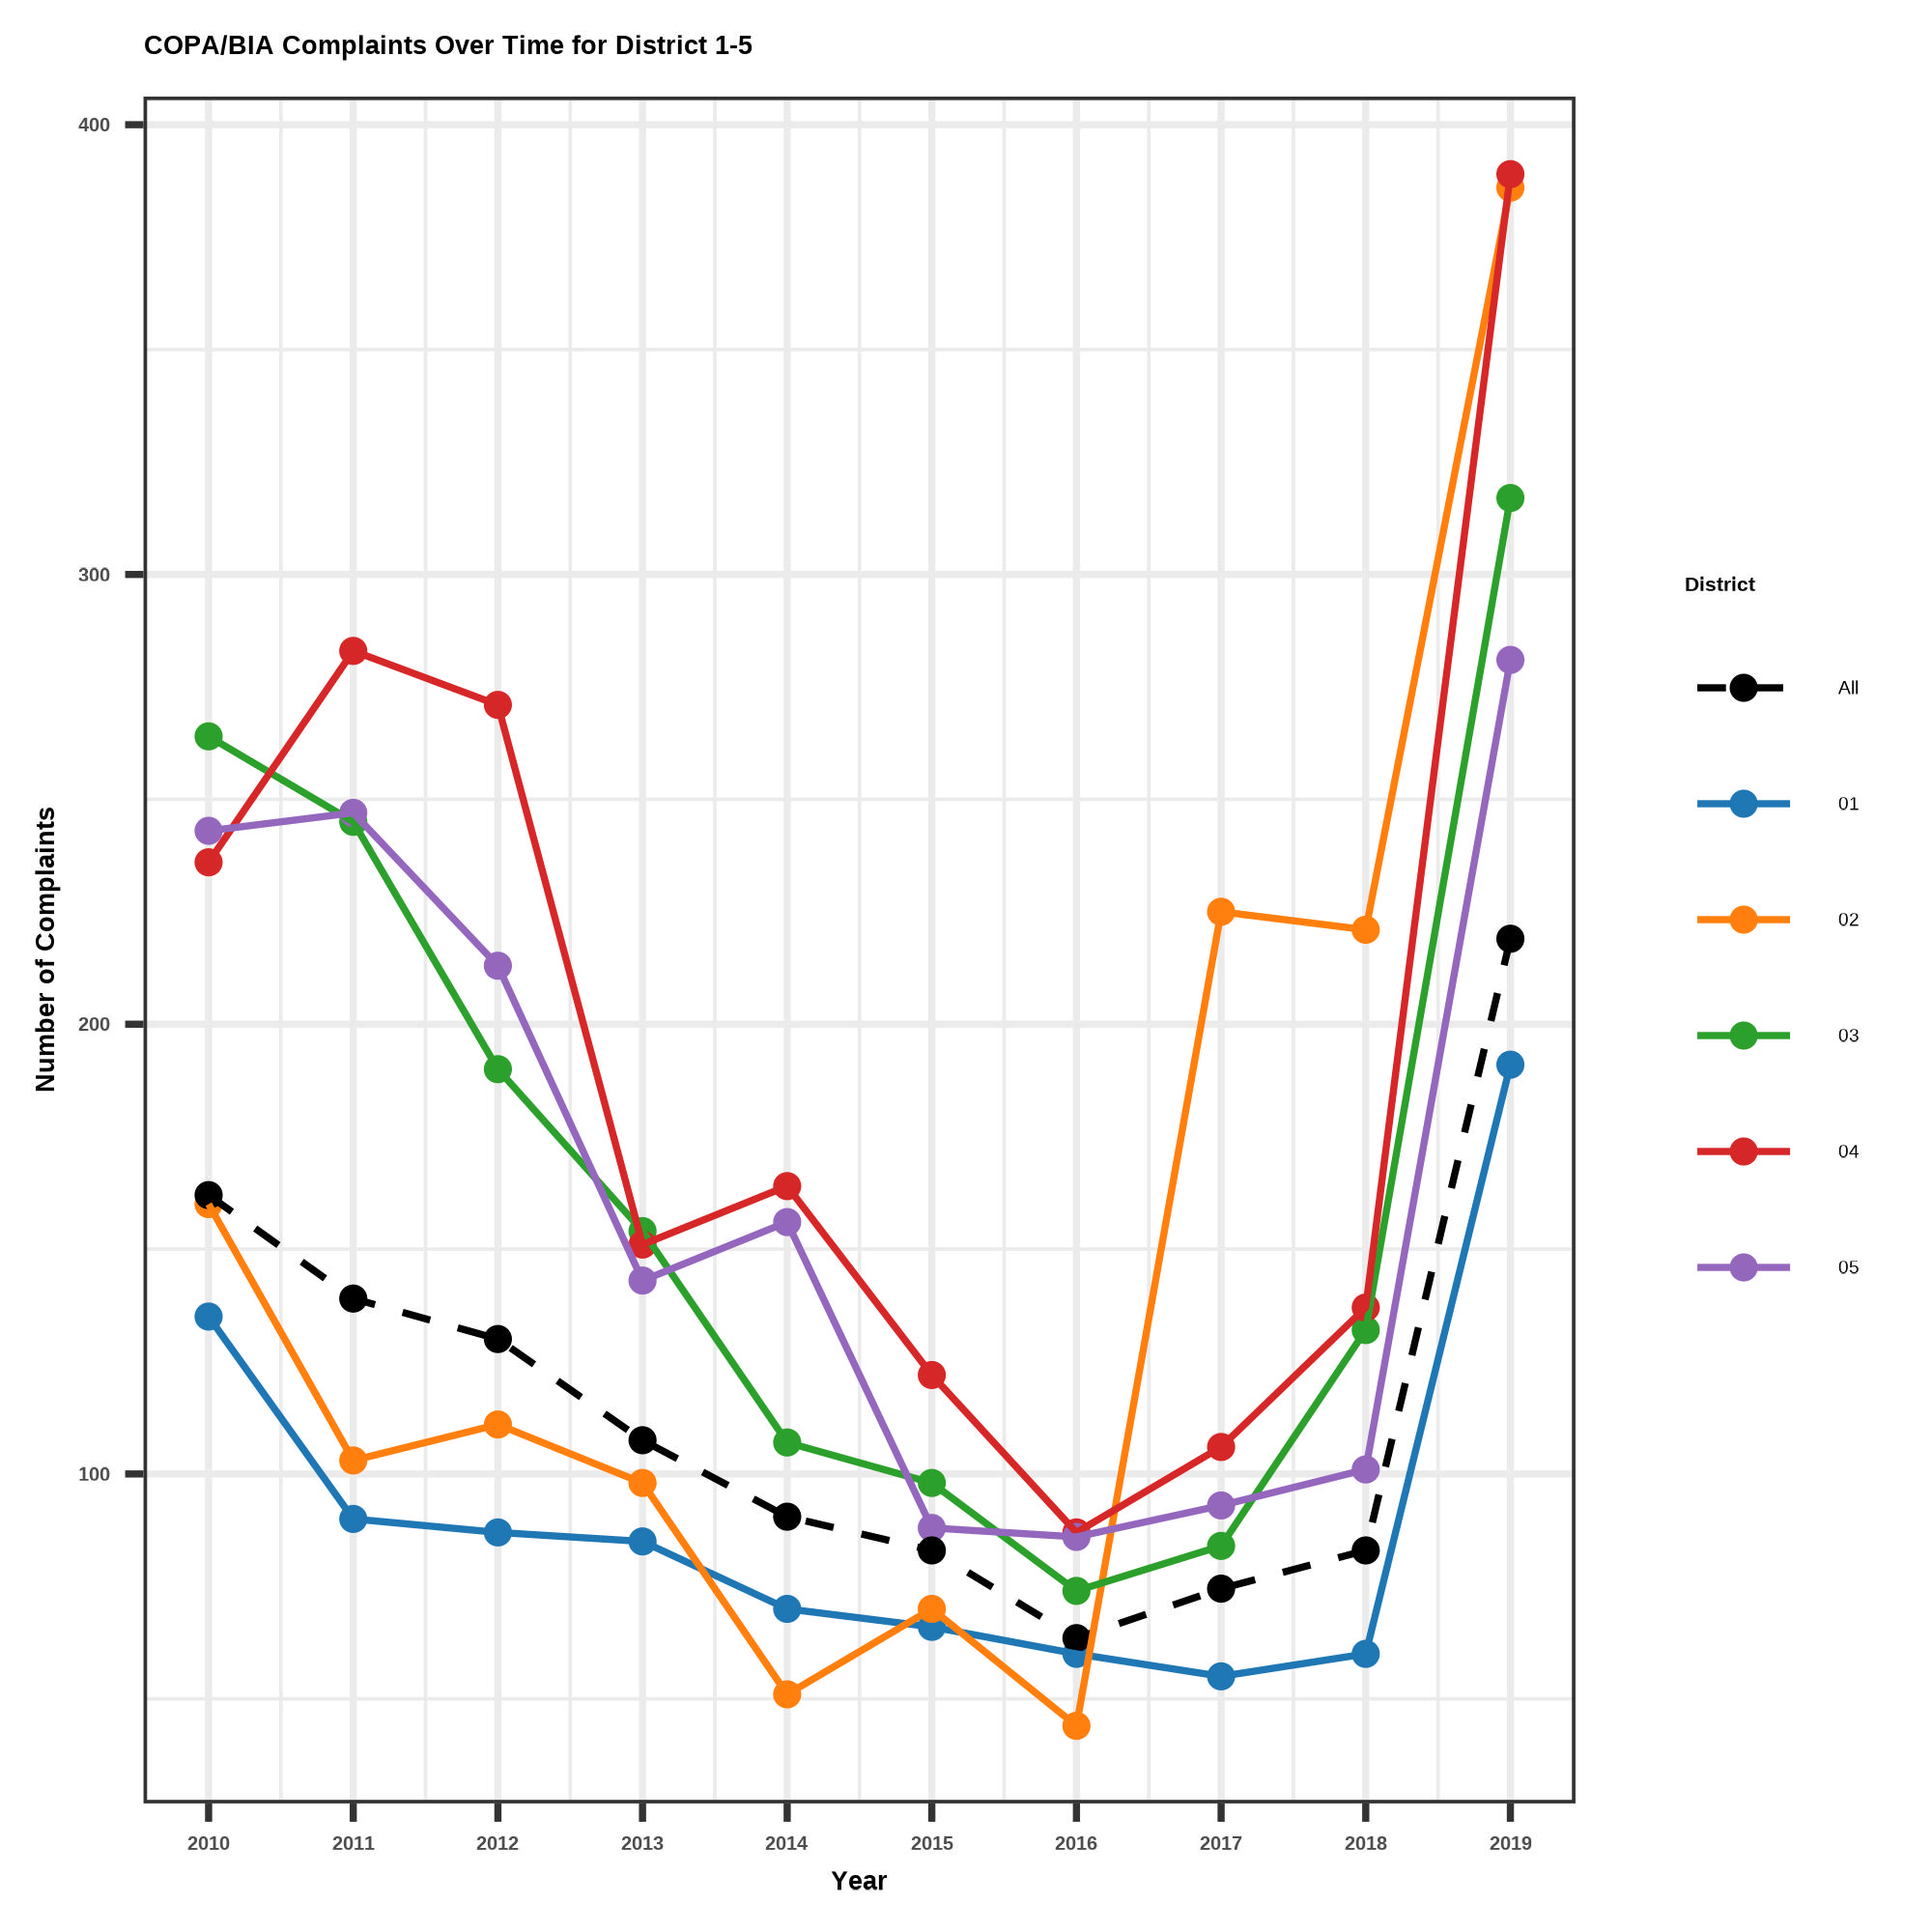 COPA/BIA Complaints Over Time for District 1-5
400
300
200
100
Number of Complaints
2010 2011 2012 2013 2014 2015 2016 2017 2018 2019
Year
District
All
01
02
03
04
05